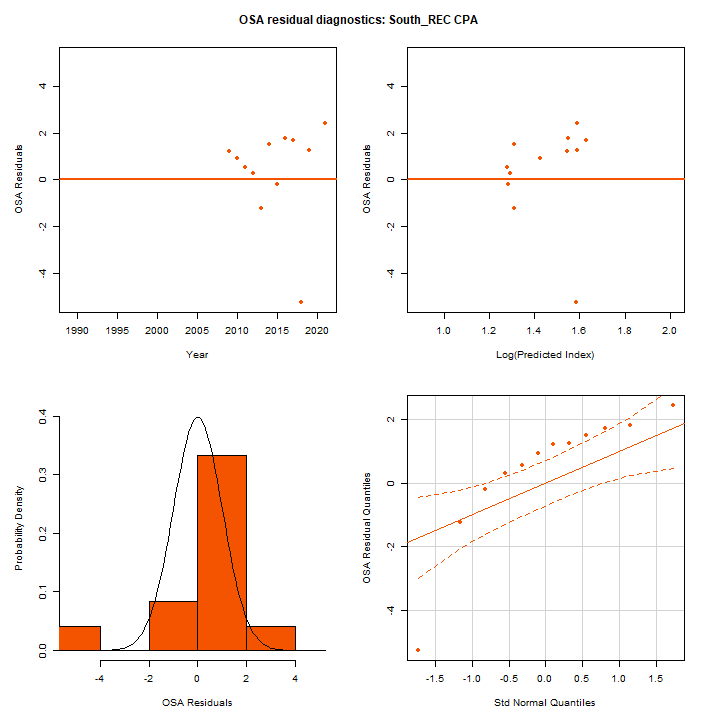 OSA residual diagnostics: South_REC CPA
OSA Residuals
4
2
0
-2
-4
1990 1995 2000 2005 2010 2015 2020
Year
OSA Residuals
4
2
0
-2
-4
1.0 1.2 1.4 1.6 1.8 2.0
Log(Predicted Index)
Probability Density
0.4
0.3
0.2
0.1
0.0
-4 -2 0 2 4
OSA Residuals
OSA Residual Quantiles
2
0
-2
-4
-1.5 -1.0 -0.5 0.0 0.5 1.0 1.5
Std Normal Quantiles